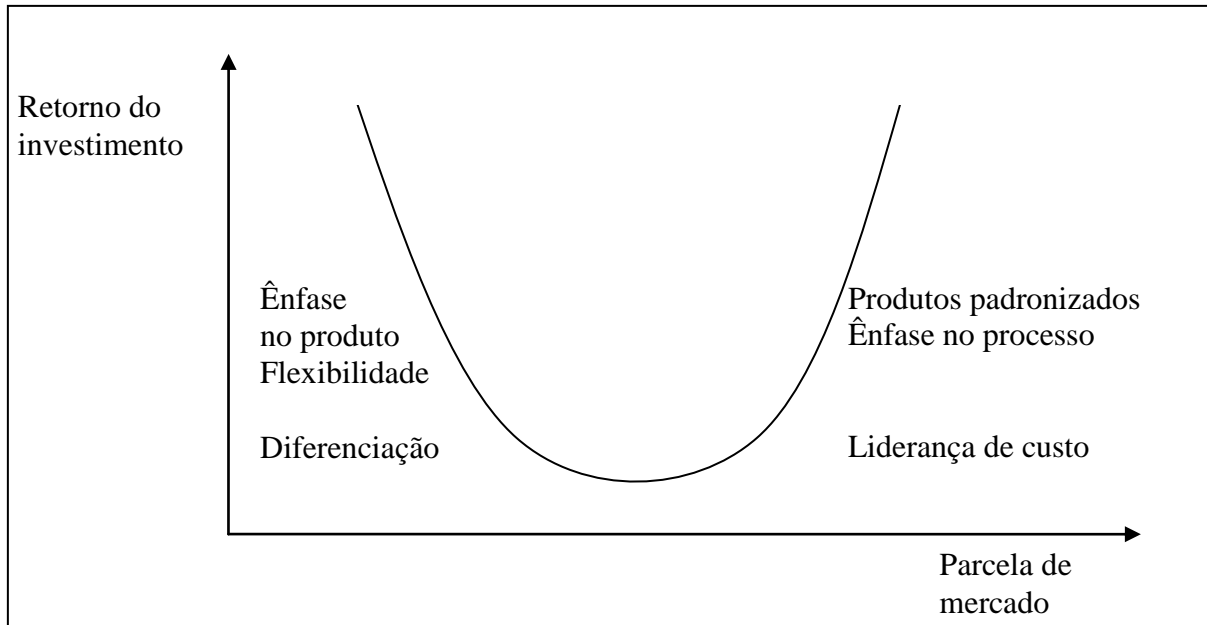 Retorno do
investimento
Ênfase
no produto
Flexibilidade
Diferenciação
Produtos padronizados
Ênfase no processo
Liderança de custo
Parcela de
mercado